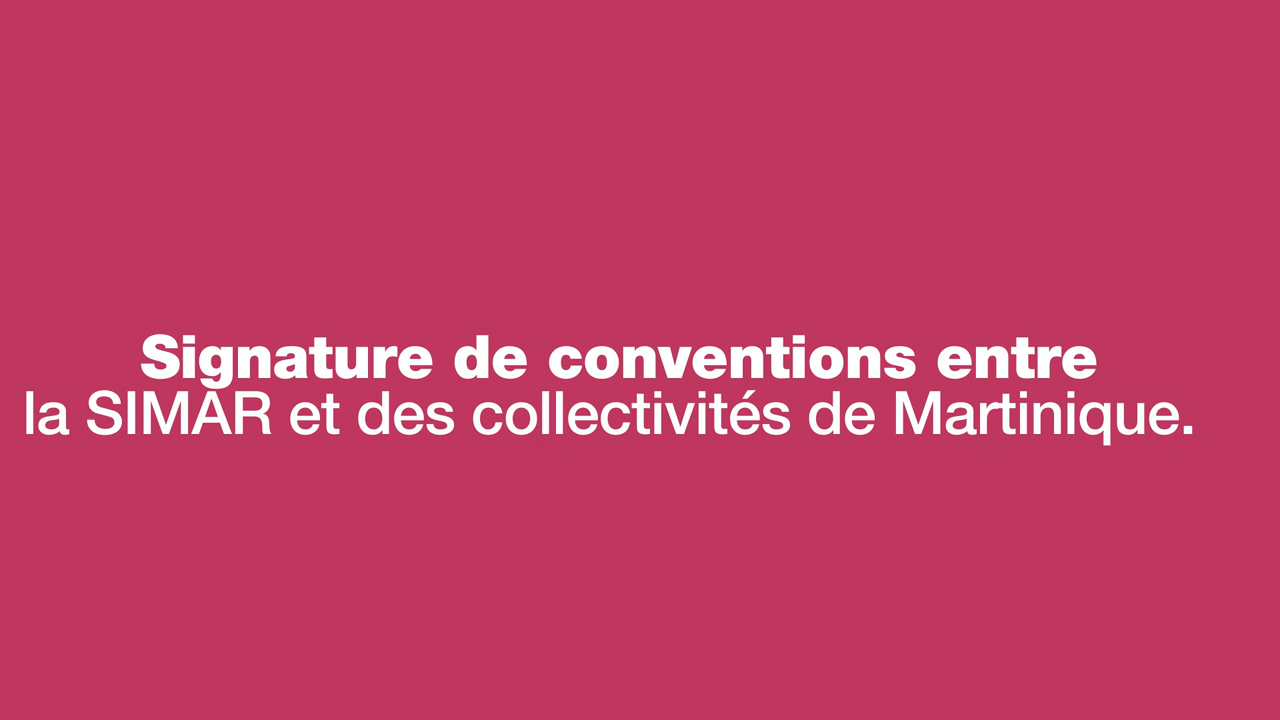 Signature de conventions entre
la SIMAR et des collectivités de Martinique.